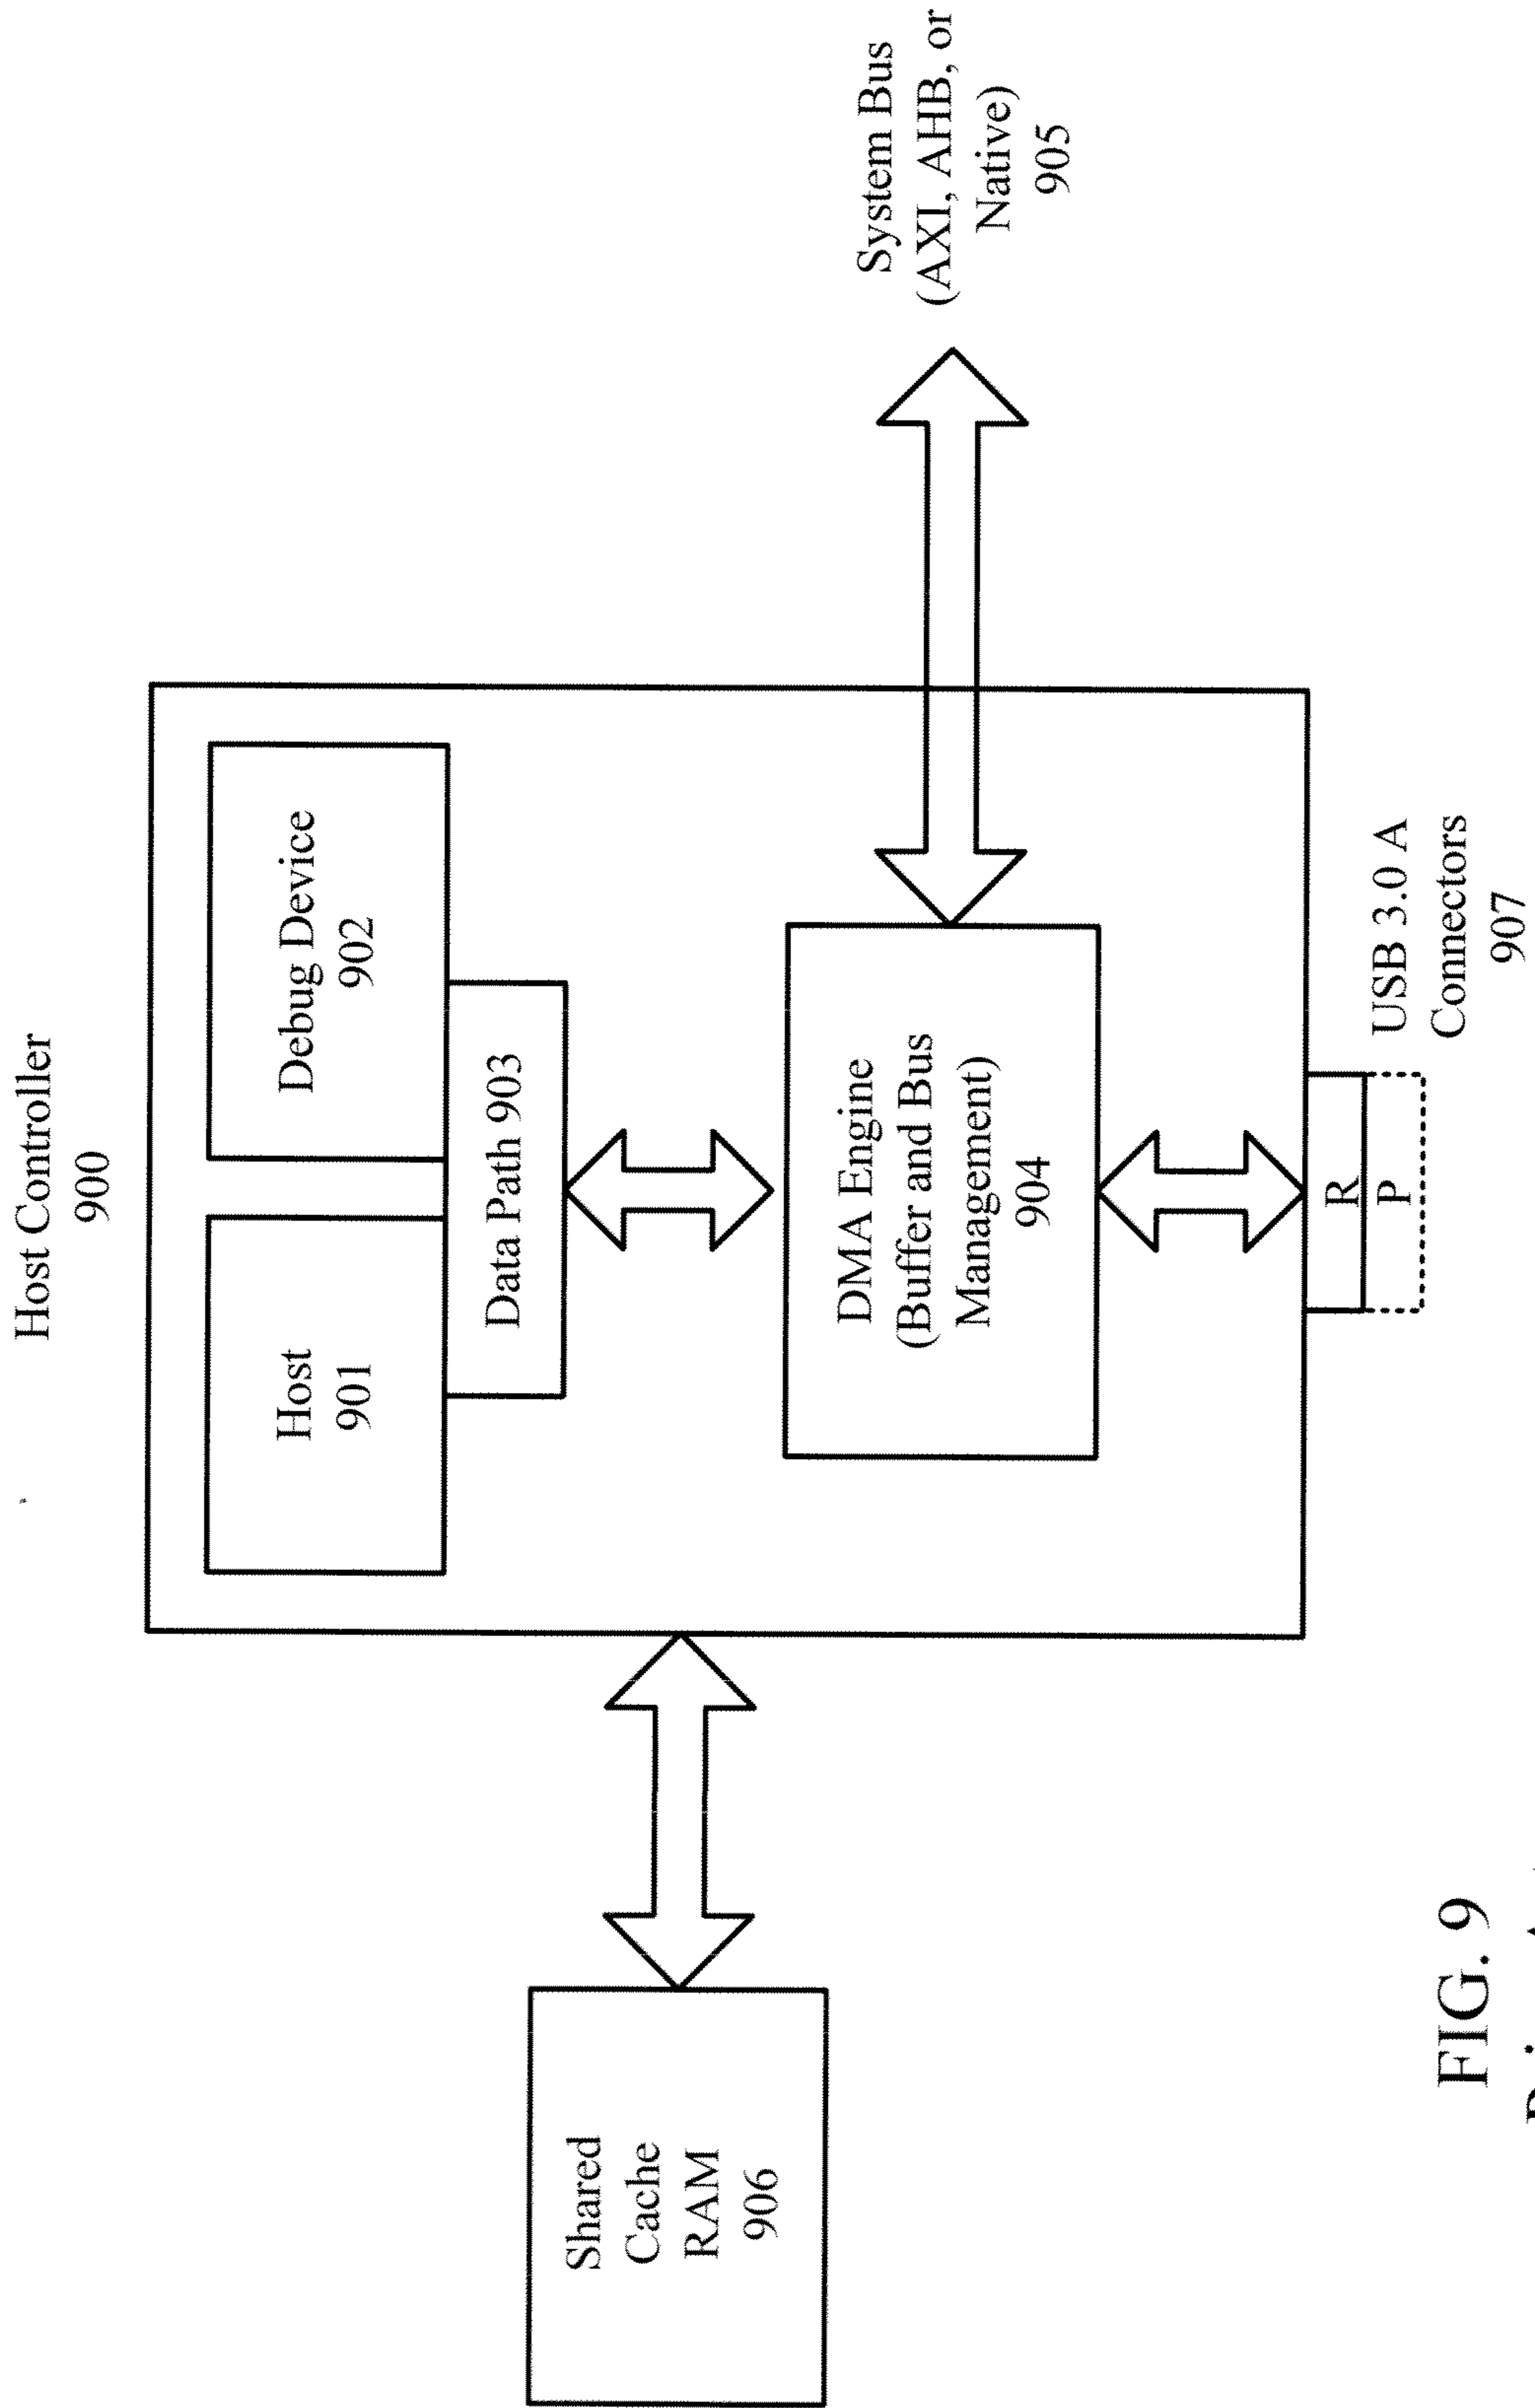 Host Controller
900
Host
901
Debug Device
902
Data Path 903
DMA Engine
(Buffer and Bus
Management)
904
System Bus
(AXI, AHB, or
Native)
905
Shared
Cache
RAM
906
R
P
USB 3.0 A
Connectors
907
FIG. 9